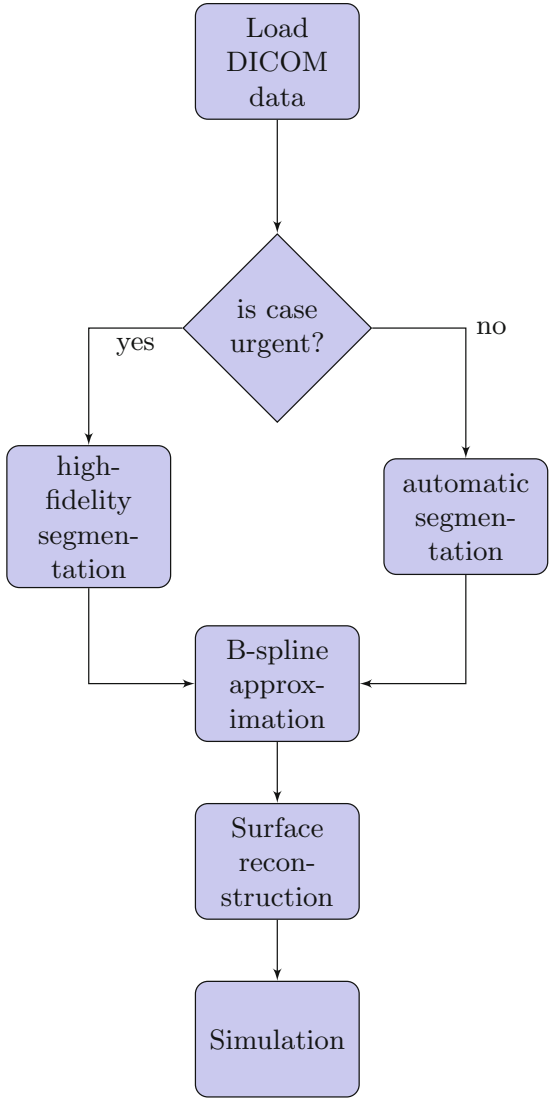 Load
DICOM
data
is case
urgent?
yes
no
high-
fidelity
segmen-
tation
automatic
segmen-
tation
B-spline
approx-
imation
Surface
recon-
struction
Simulation